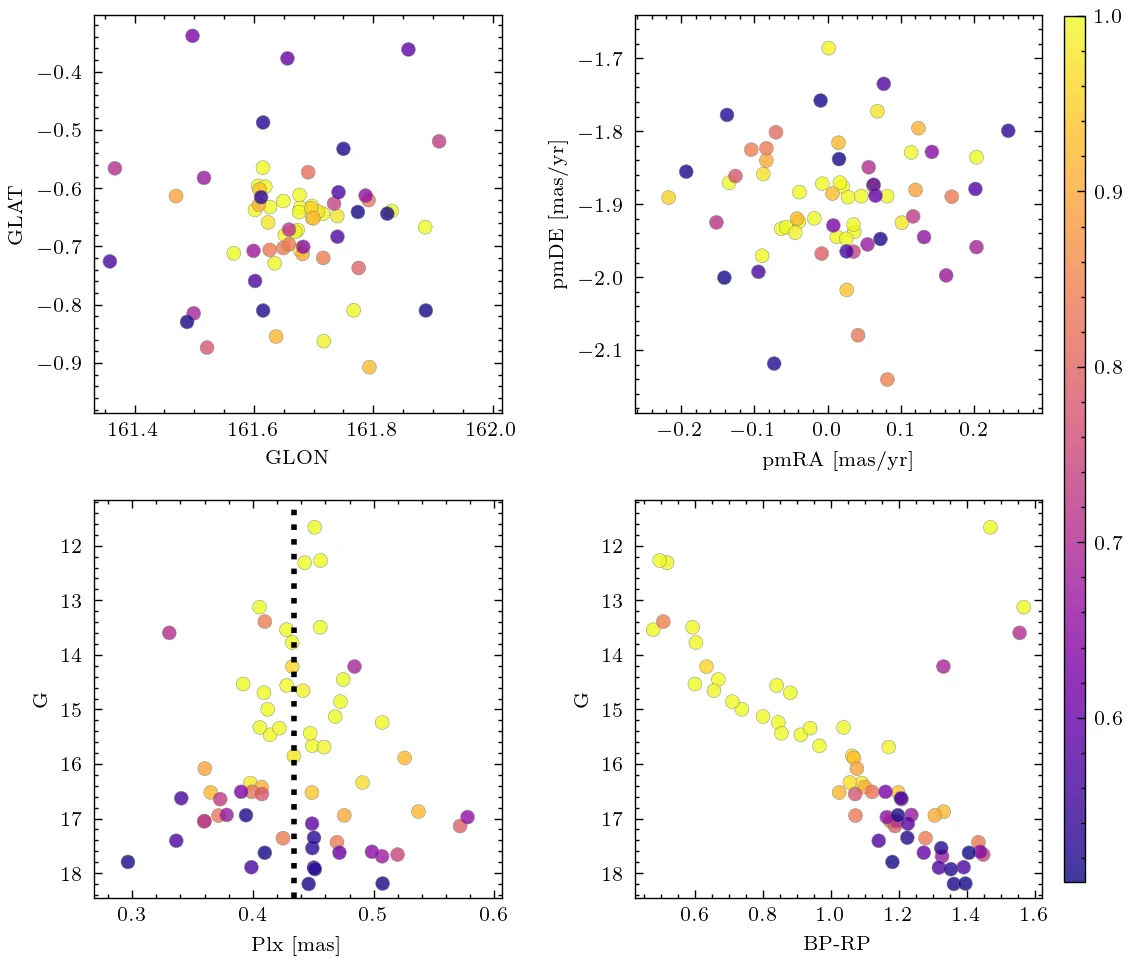 GLAT
−0.4
−0.5
−0.6
−0.7
−0.8
−0.9
161.4 161.6 161.8 162.0
GLON
pmDE [mas/yr]
−1.7
−1.8
−1.9
−2.0
−2.1
−0.2 −0.1 0.0 0.1 0.2
pmRA [mas/yr]
1.0
0.9
0.8
0.7
0.6
G
12
13
14
15
16
17
18
0.3 0.4 0.5 0.6
Plx [mas]
G
12
13
14
15
16
17
18
0.6 0.8 1.0 1.2 1.4 1.6
BP-RP